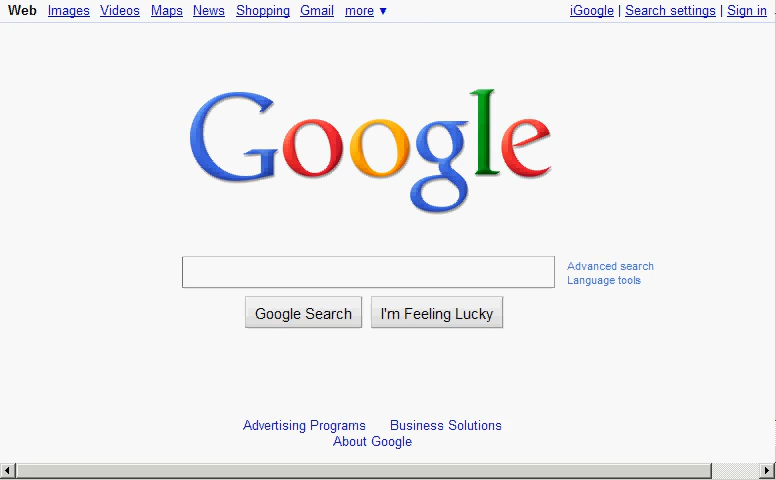 Web Images Videos Maps News Shopping Gmail more ▼ iGoogle | Search settings | Sign in
Google
Advanced search
Language tools
Google Search I'm Feeling Lucky
Advertising Programs Business Solutions
About Google